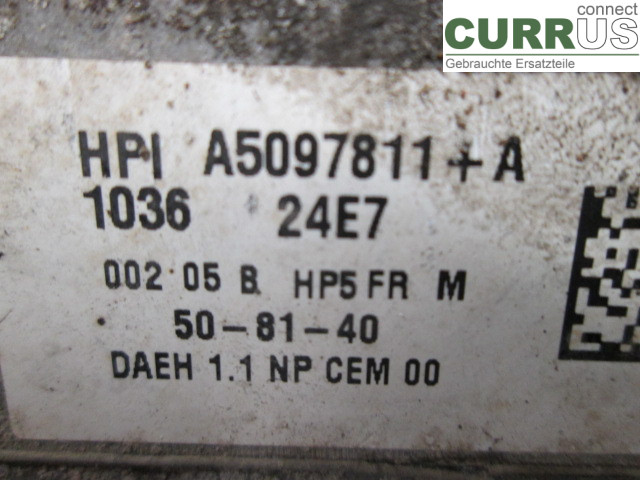 connect
CURRUS
Gebrauchte Ersatzteile
HPI A5097811+A
1036 24E7
002 05 B HP5 FR M
50-81-40
DAEH 1.1 NP CEM 00